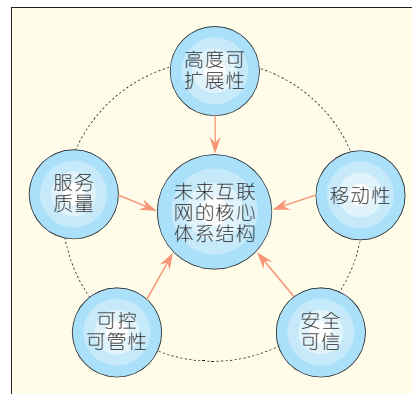 高度可
扩展性
服务
质量
未来互联
网的核心
体系结构
移动性
可控
可管性
安全
可信